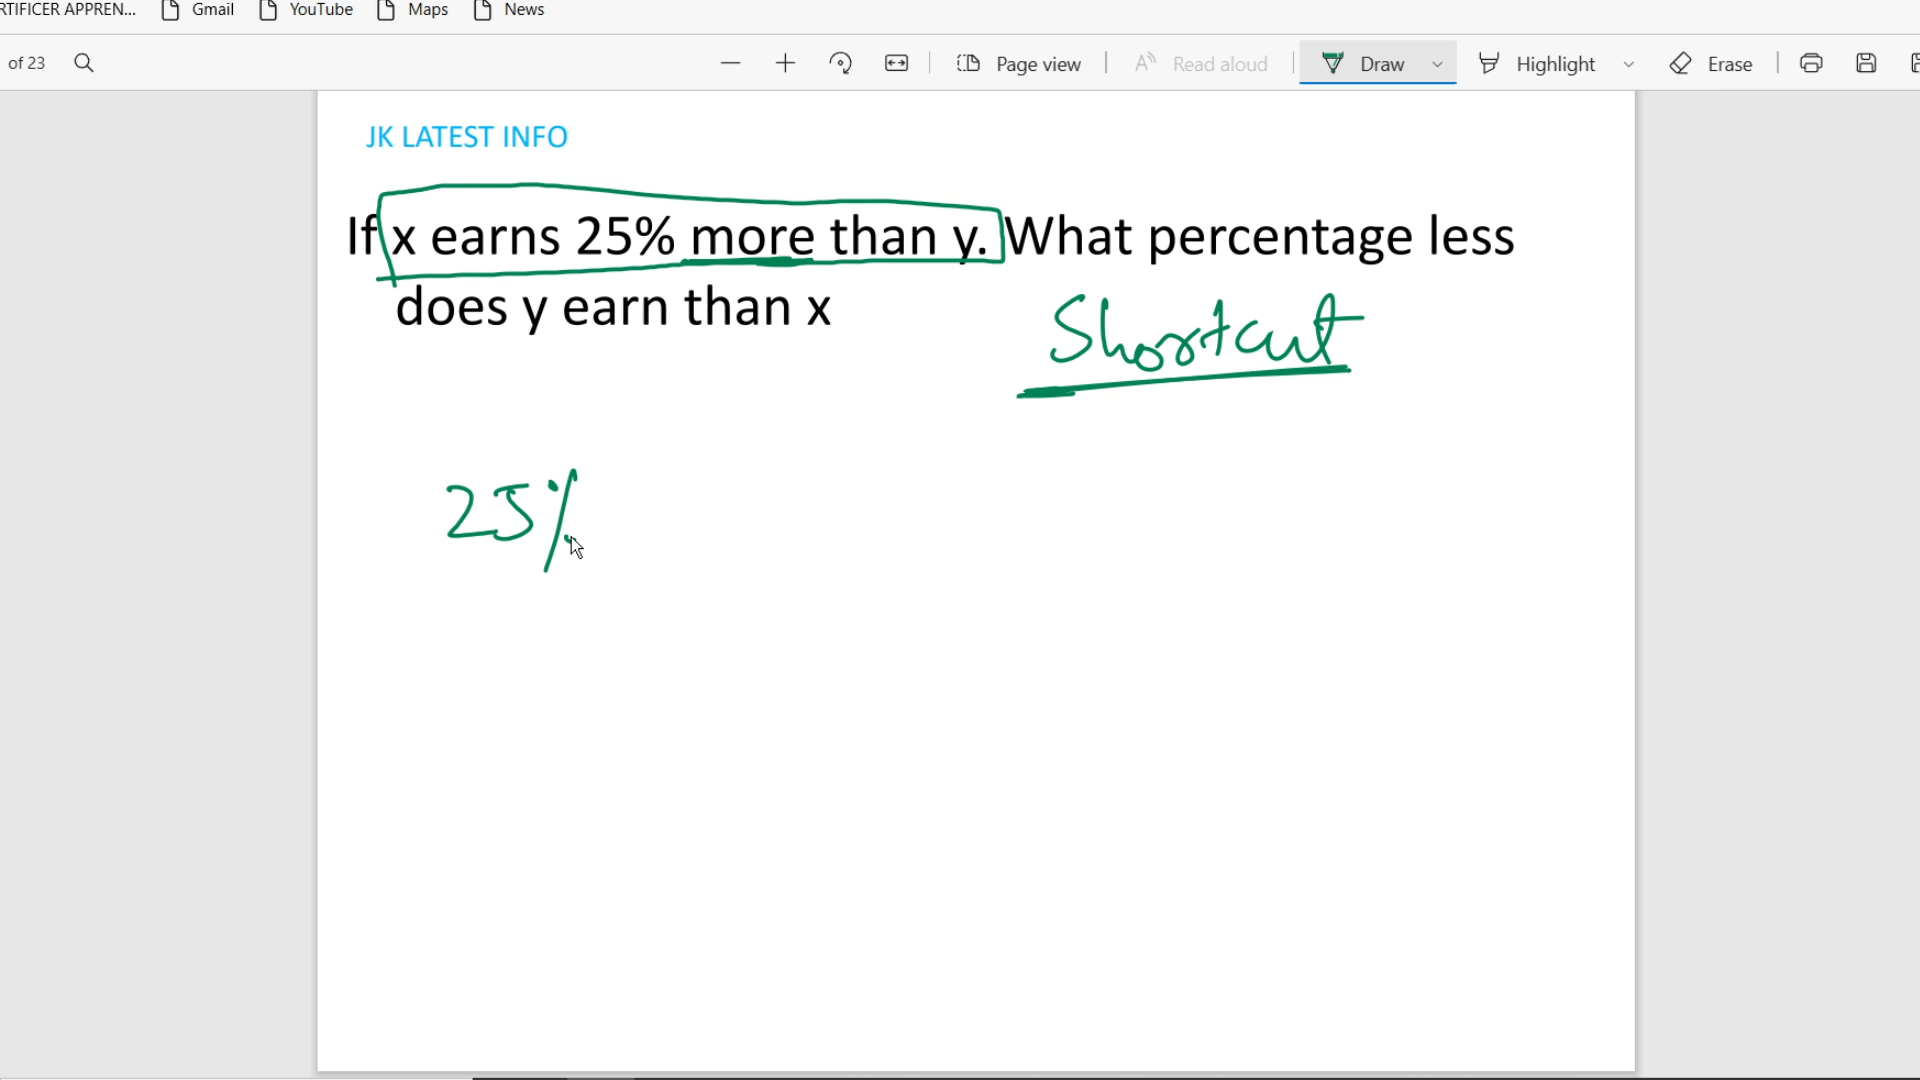 RTIFICER APPREN... Gmail YouTube Maps News
of 23 Page view Read aloud Draw Highlight Erase
JK LATEST INFO
If x earns 25% more than y. What percentage less
does y earn than x
Shortcut
25%